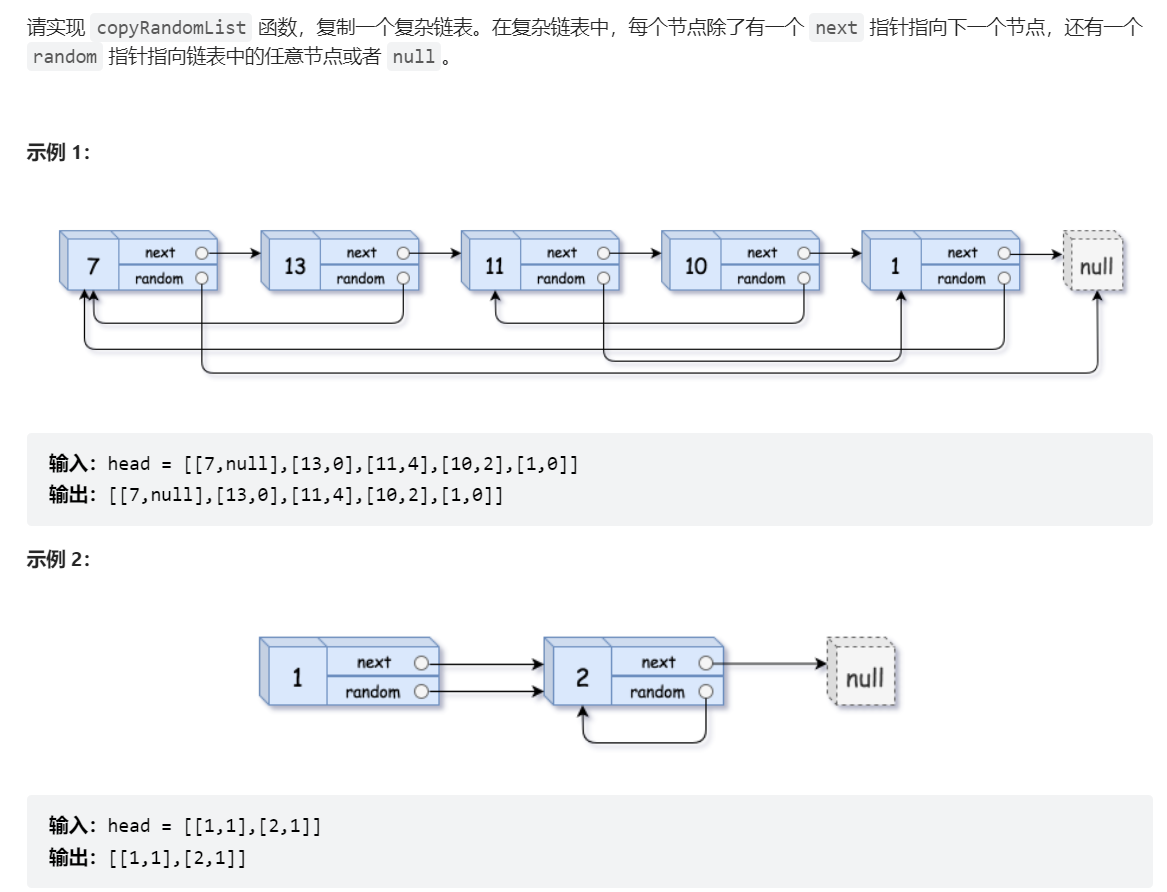 请实现 copyRandomList 函数，复制一个复杂链表。在复杂链表中，每个节点除了有一个 next 指针指向下一个节点，还有一个
random 指针指向链表中的任意节点或者 null 。
示例 1：
7 next random 13 next random 11 next random 10 next random 1 next random null
输入：head = [[7,null],[13,0],[11,4],[10,2],[1,0]]
输出：[[7,null],[13,0],[11,4],[10,2],[1,0]]
示例 2：
1 next random 2 next random null
输入：head = [[1,1],[2,1]]
输出：[[1,1],[2,1]]